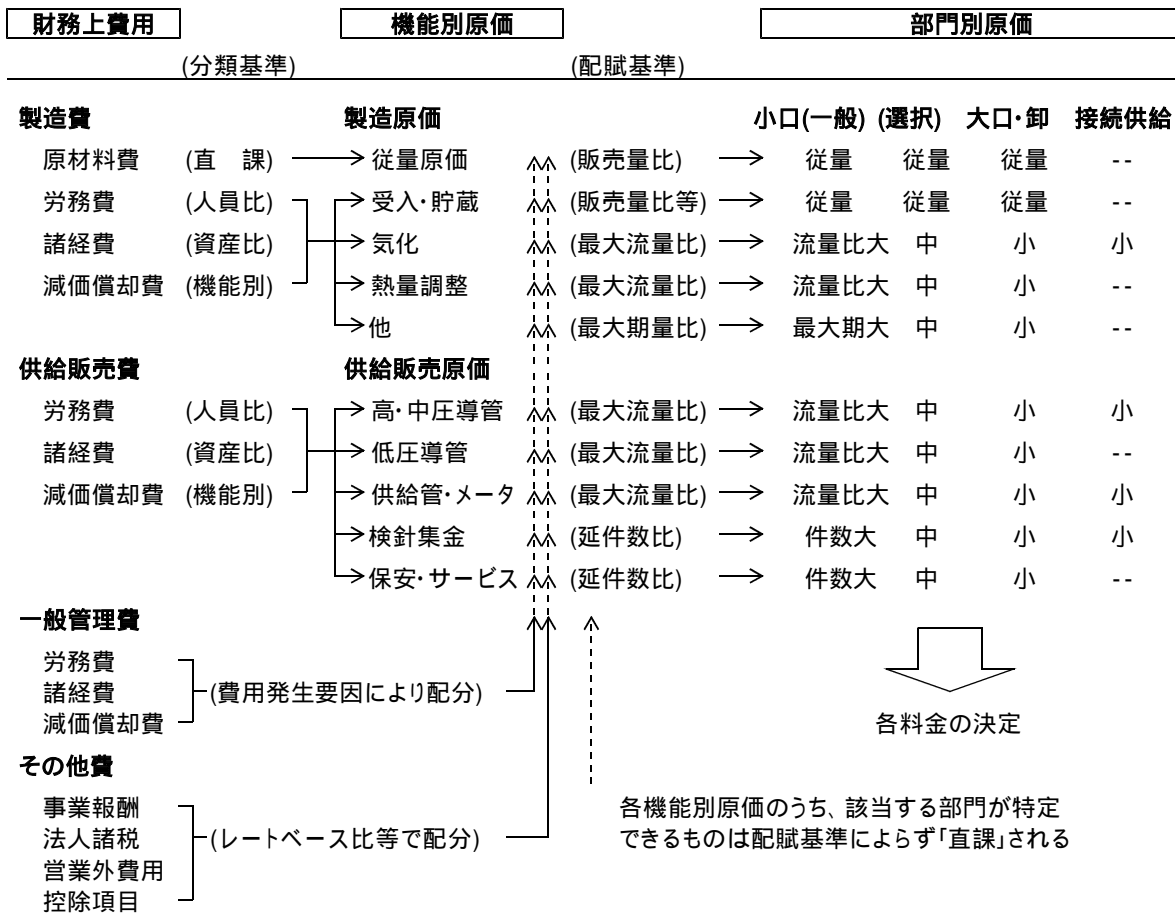 財務上費用 機能別原価 部門別原価
(分類基準) (配賦基準)
製造費 製造原価 小口(一般) (選択) 大口・卸 接続供給
原材料費 (直 課) 従量原価 (販売量比) 従量 従量 従量 --
労務費 (人員比) 受入・貯蔵 (販売量比等) 従量 従量 従量 --
諸経費 (資産比) 気化 (最大流量比) 流量比大 中 小 小
減価償却費 (機能別) 熱量調整 (最大流量比) 流量比大 中 小 --
他 (最大期量比) 最大期大 中 小 --
供給販売費 供給販売原価
労務費 (人員比) 高・中圧導管 (最大流量比) 流量比大 中 小 小
諸経費 (資産比) 低圧導管 (最大流量比) 流量比大 中 小 --
減価償却費 (機能別) 供給管・メータ (最大流量比) 流量比大 中 小 小
検針集金 (延件数比) 件数大 中 小 小
保安・サービス (延件数比) 件数大 中 小 --
一般管理費
労務費
諸経費 (費用発生要因により配分)
減価償却費 各料金の決定
その他費
事業報酬 各機能別原価のうち、該当する部門が特定
法人諸税 (レートベース比等で配分) できるものは配賦基準によらず「直課」される
営業外費用
控除項目